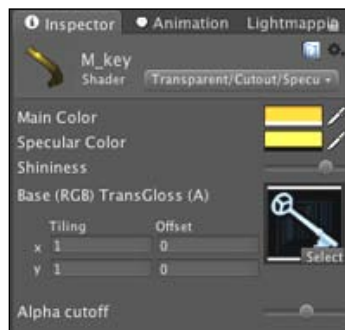 Inspector Animation Lightmappin
M_key
Shader Transparent/Cutout/Specu
Main Color
Specular Color
Shininess
Base (RGB) TransGloss (A)
Tiling Offset
x 1 0
y 1 0
Select
Alpha cutoff